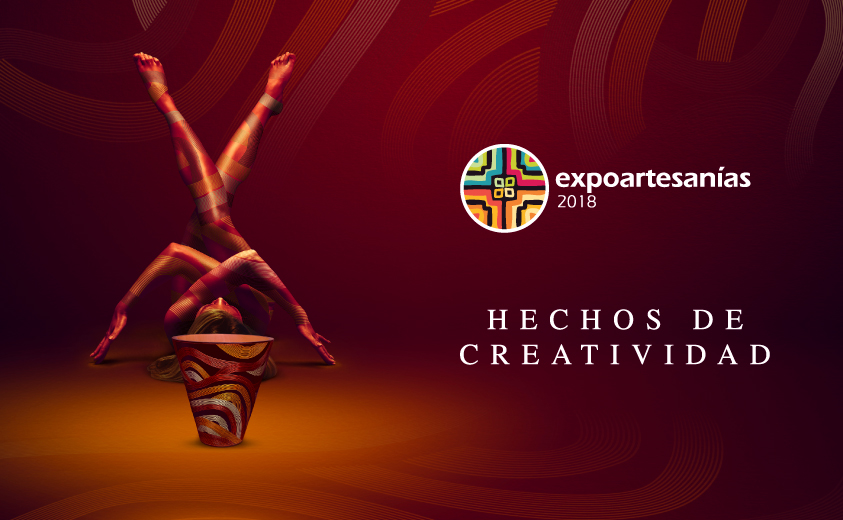 expoartesanías
2018
HECHOS DE
CREATIVIDAD